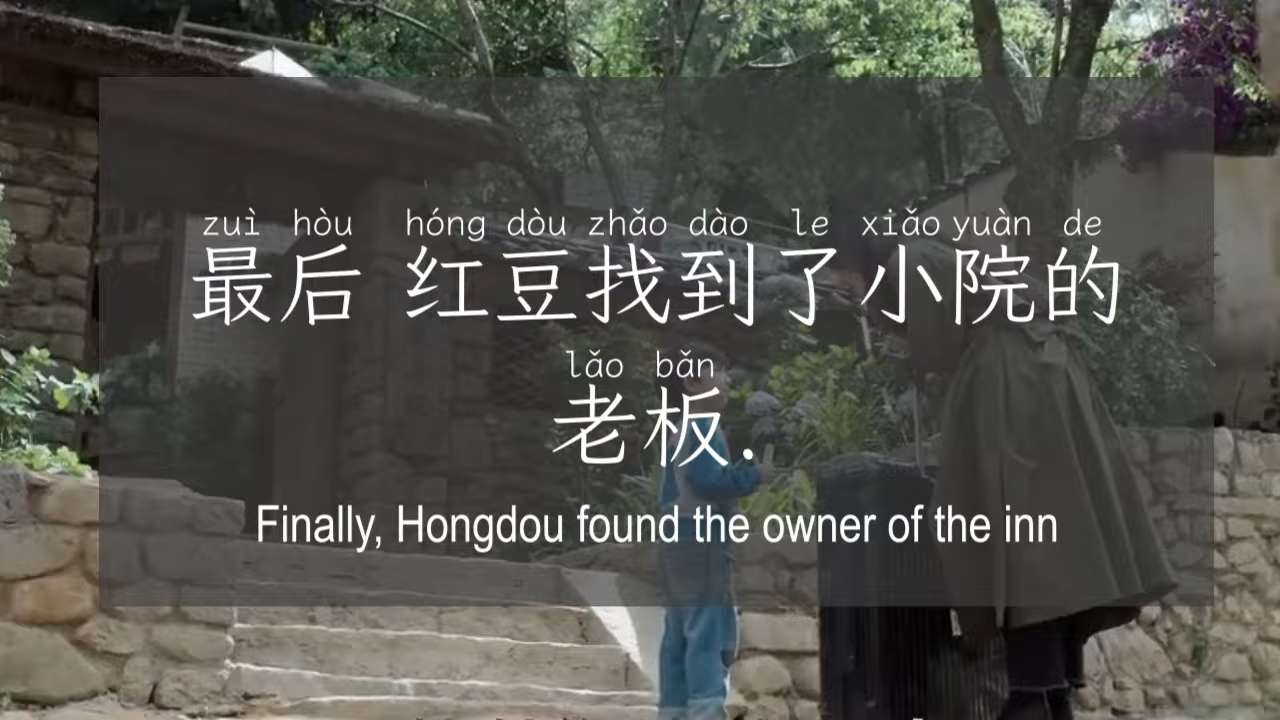 zuì hòu hóng dòu zhǎo dào le xiǎo yuàn de
最后 红豆找到了小院的
lǎo bǎn
老板.
Finally, Hongdou found the owner of the inn